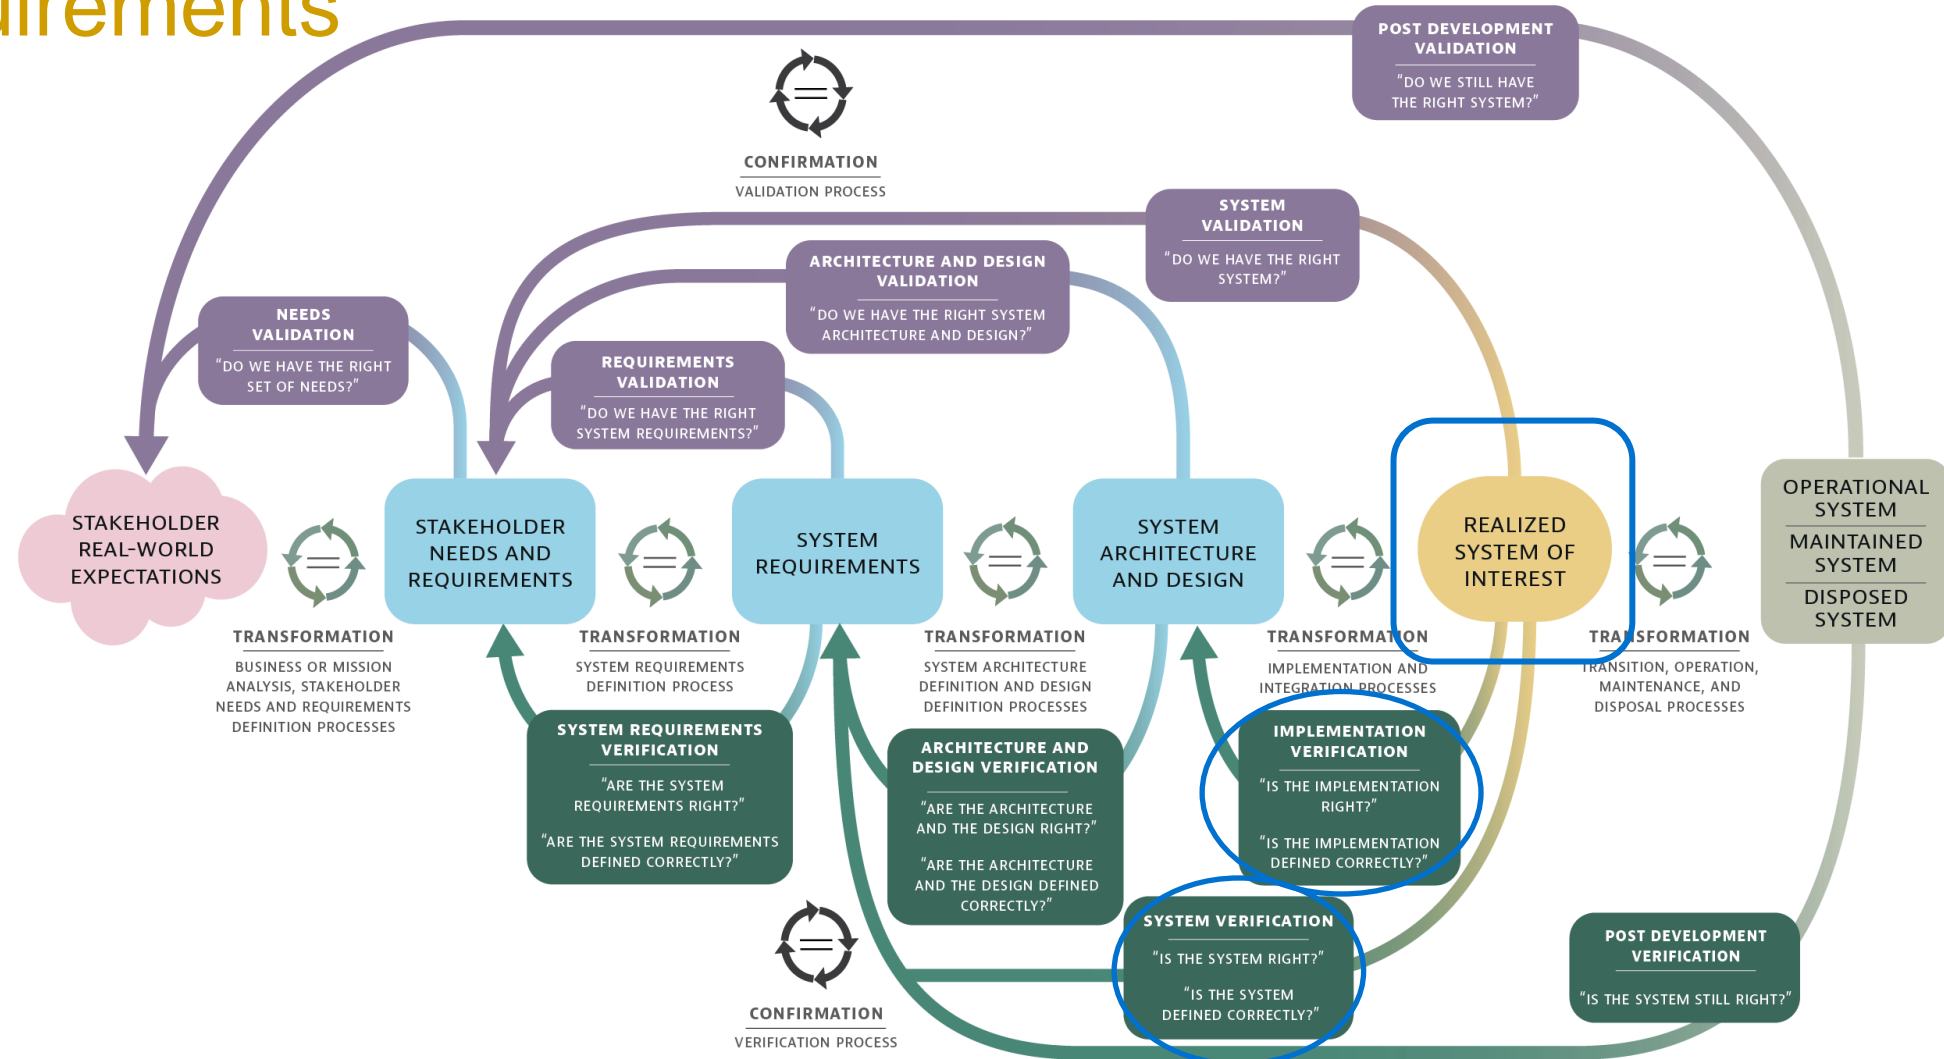 uirements
POST DEVELOPMENT
VALIDATION
"DO WE STILL HAVE
THE RIGHT SYSTEM?"
CONFIRMATION
VALIDATION PROCESS
SYSTEM
VALIDATION
"DO WE HAVE THE RIGHT
SYSTEM?"
ARCHITECTURE AND DESIGN
VALIDATION
"DO WE HAVE THE RIGHT SYSTEM
ARCHITECTURE AND DESIGN?"
NEEDS
VALIDATION
"DO WE HAVE THE RIGHT
SET OF NEEDS?"
REQUIREMENTS
VALIDATION
"DO WE HAVE THE RIGHT
SYSTEM REQUIREMENTS?"
STAKEHOLDER
REAL-WORLD
EXPECTATIONS
STAKEHOLDER
NEEDS AND
REQUIREMENTS
SYSTEM
REQUIREMENTS
SYSTEM
ARCHITECTURE
AND DESIGN
REALIZED
SYSTEM OF
INTEREST
OPERATIONAL
SYSTEM
MAINTAINED
SYSTEM
DISPOSED
SYSTEM
TRANSFORMATION
BUSINESS OR MISSION
ANALYSIS, STAKEHOLDER
NEEDS AND REQUIREMENTS
DEFINITION PROCESSES
TRANSFORMATION
SYSTEM REQUIREMENTS
DEFINITION PROCESS
TRANSFORMATION
SYSTEM ARCHITECTURE
DEFINITION AND DESIGN
DEFINITION PROCESSES
TRANSFORMATION
IMPLEMENTATION AND
INTEGRATION PROCESSES
TRANSFORMATION
TRANSITION, OPERATION,
MAINTENANCE, AND
DISPOSAL PROCESSES
SYSTEM REQUIREMENTS
VERIFICATION
"ARE THE SYSTEM
REQUIREMENTS RIGHT?"
"ARE THE SYSTEM REQUIREMENTS
DEFINED CORRECTLY?"
ARCHITECTURE AND
DESIGN VERIFICATION
"ARE THE ARCHITECTURE
AND THE DESIGN RIGHT?"
"ARE THE ARCHITECTURE
AND THE DESIGN DEFINED
CORRECTLY?"
IMPLEMENTATION
VERIFICATION
"IS THE IMPLEMENTATION
RIGHT?"
"IS THE IMPLEMENTATION
DEFINED CORRECTLY?"
SYSTEM VERIFICATION
"IS THE SYSTEM RIGHT?"
"IS THE SYSTEM
DEFINED CORRECTLY?"
POST DEVELOPMENT
VERIFICATION
"IS THE SYSTEM STILL RIGHT?"
CONFIRMATION
VERIFICATION PROCESS